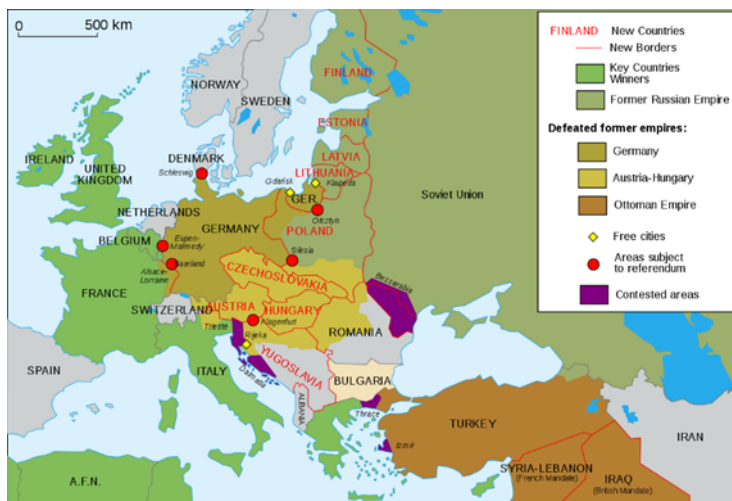 0 500 km
NORWAY
SWEDEN
FINLAND
ESTONIA
LATVIA
LITHUANIA
Klaipeda
Gdańsk
GER.
Olsztyn
POLAND
Soviet Union
IRELAND
UNITED
KINGDOM
DENMARK
Schleswig
NETHERLANDS
BELGIUM
Eupen-
Malmedy
GERMANY
Saarland
Alsace-
Lorraine
Silesia
CZECHOSLOVAKIA
FRANCE
SWITZERLAND
AUSTRIA
HUNGARY
Klagenfurt
Trieste
Rijeka
Dalmatia
YUGOSLAVIA
ROMANIA
Bessarabia
SPAIN
ITALY
ALBANIA
BULGARIA
Thrace
Izmir
TURKEY
IRAN
SYRIA-LEBANON
(French Mandate)
IRAQ
(British Mandate)
A.F.N.
FINLAND New Countries
New Borders
Key Countries
Winners
Former Russian Empire
Defeated former empires:
Germany
Austria-Hungary
Ottoman Empire
Free cities
Areas subject
to referendum
Contested areas